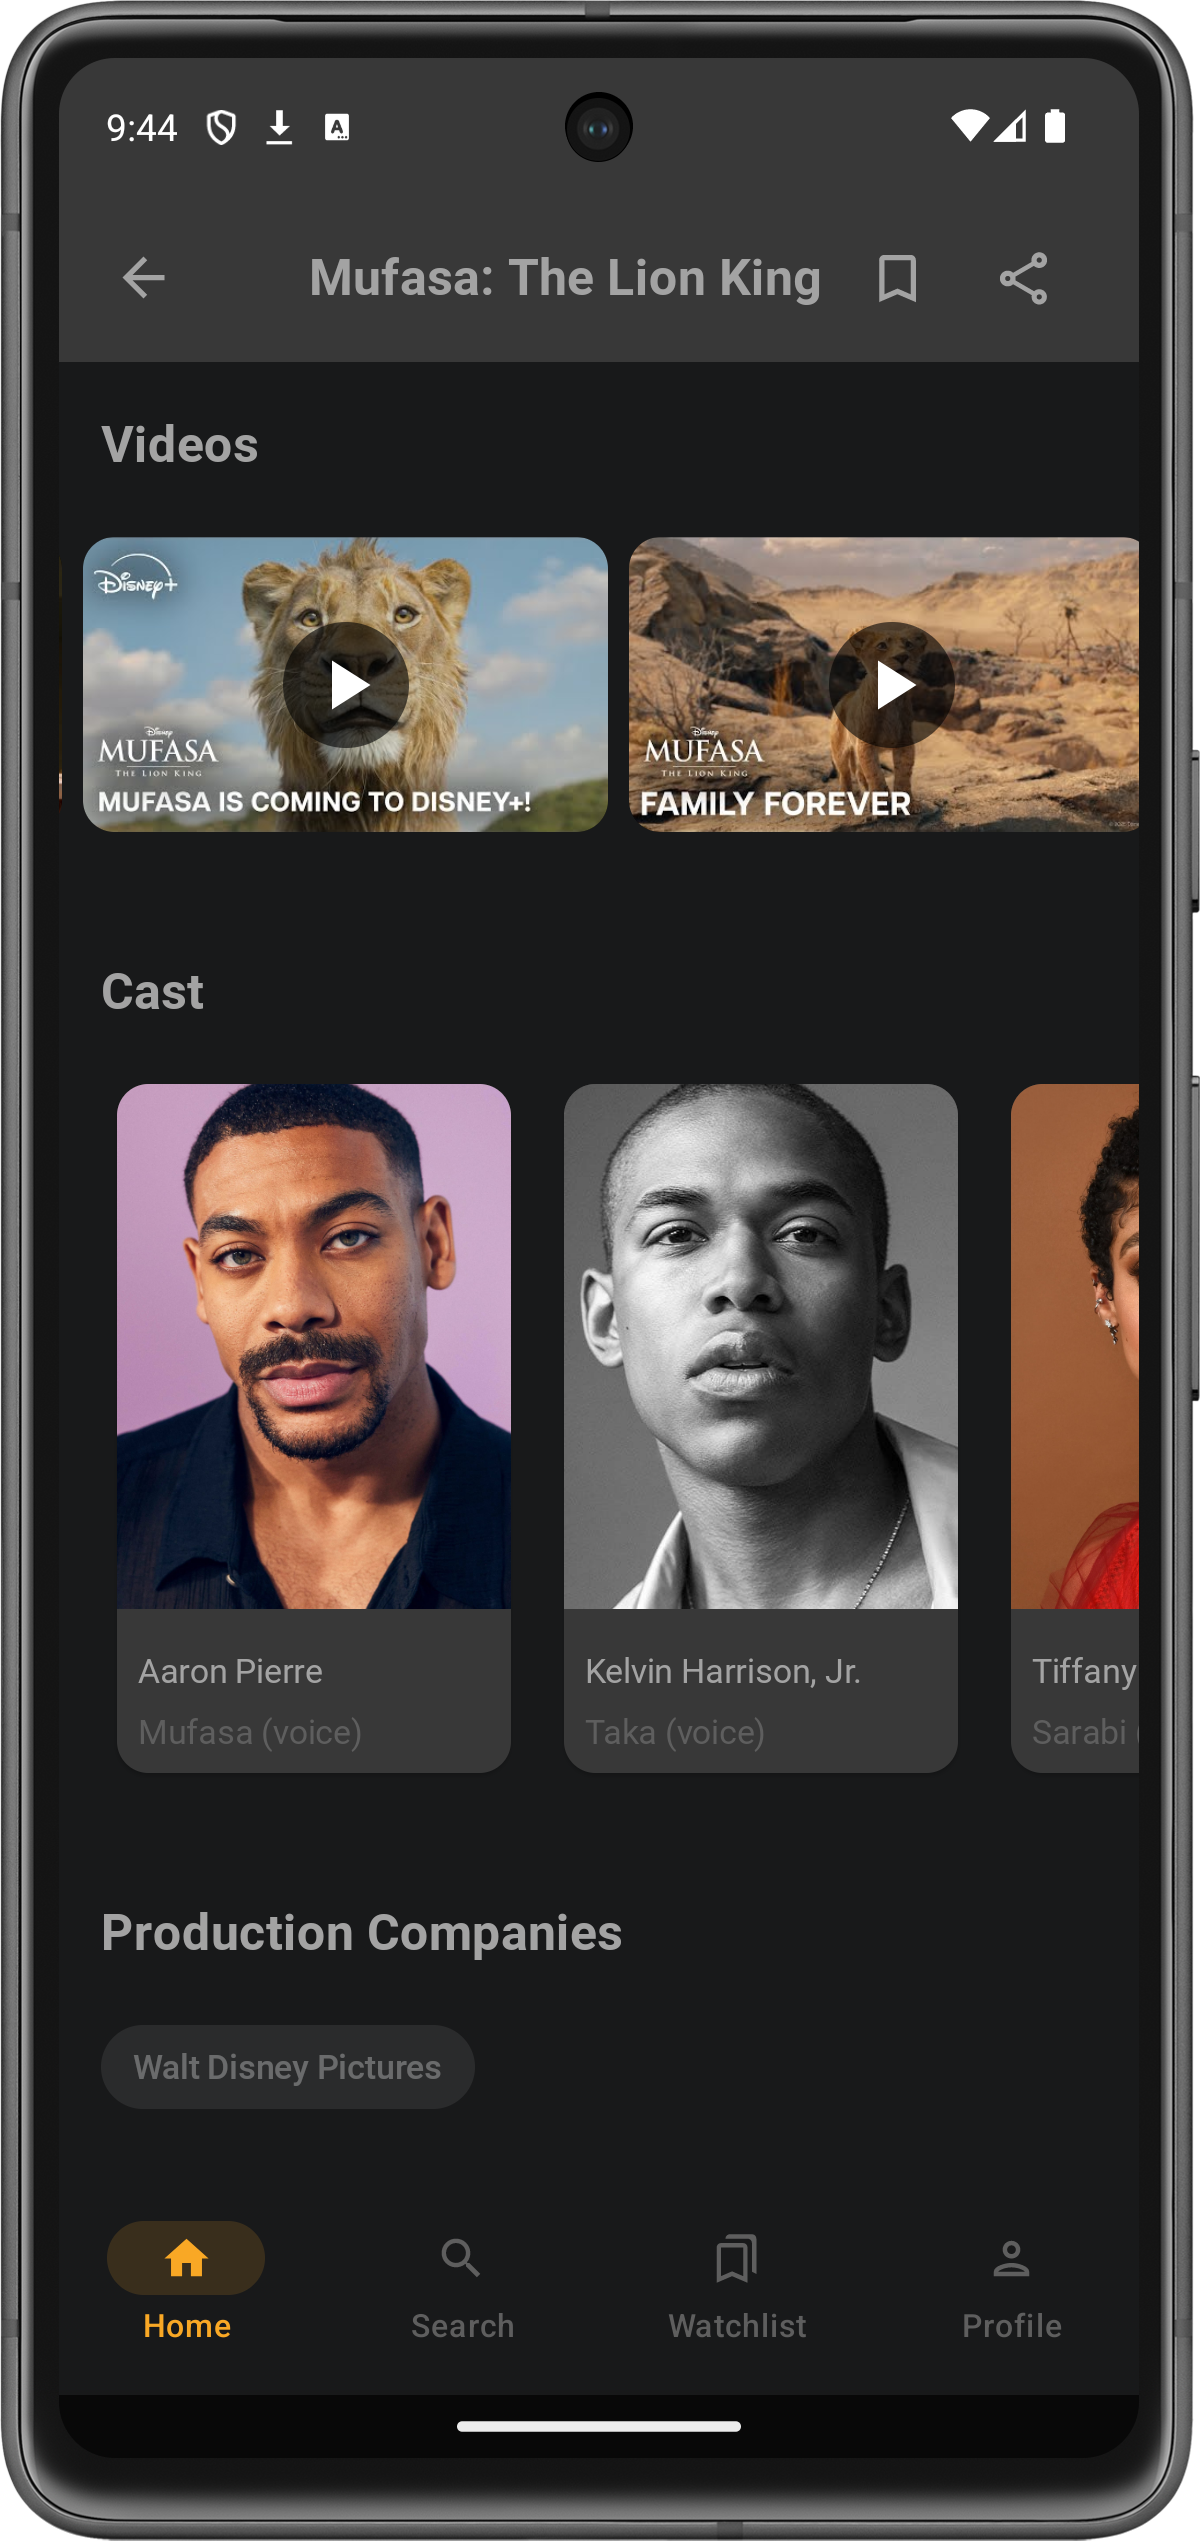 9:44
A
Mufasa: The Lion King
Videos
Disney+
Disney
MUFASA
THE LION KING
MUFASA IS COMING TO DISNEY+!
Disney
MUFASA
THE LION KING
FAMILY FOREVER
Cast
Aaron Pierre
Mufasa (voice)
Kelvin Harrison, Jr.
Taka (voice)
Tiffany
Sarabi (
Production Companies
Walt Disney Pictures
Home
Search
Watchlist
Profile